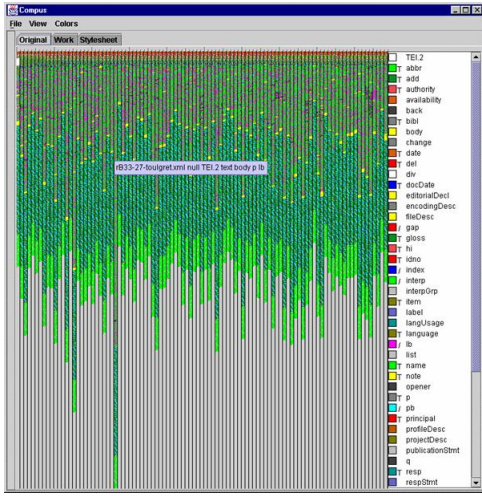 Compus
File View Colors
Original Work Stylesheet
rB33-27-toulgret.xml null TEI.2 text body p lb
TEI.2
T abbr
T add
T authority
availability
back
T bibl
body
change
T date
T del
div
T docDate
editorialDecl
encodingDesc
fileDesc
/ gap
T gloss
T hi
T idno
/ index
/ interp
interpGrp
T item
label
langUsage
T language
/ lb
list
T name
T note
opener
T p
/ pb
T principal
profileDesc
projectDesc
publicationStmt
q
T resp
respStmt